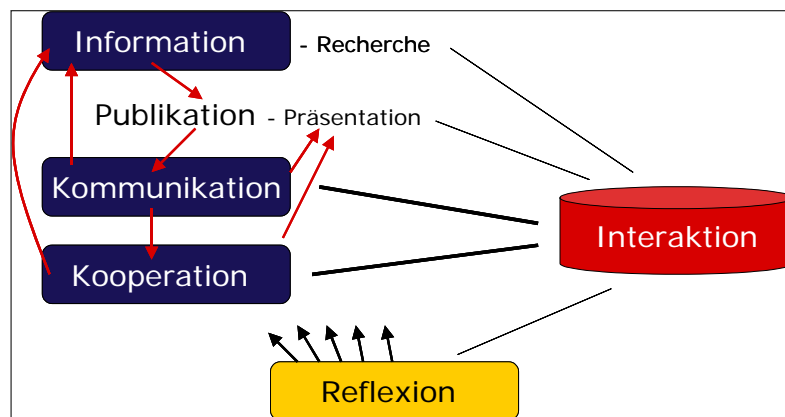 Information - Recherche
Publikation - Präsentation
Kommunikation
Interaktion
Kooperation
Reflexion